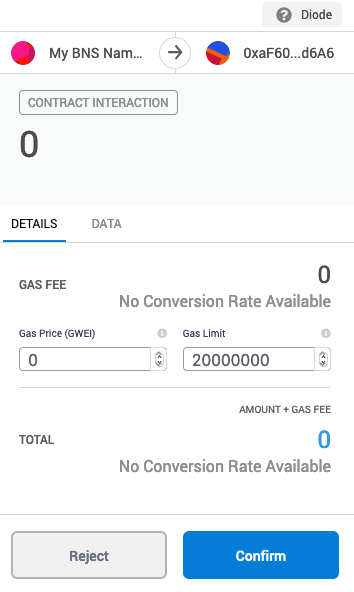 Diode
My BNS Nam... 0xaF60...d6A6
CONTRACT INTERACTION
0
DETAILS DATA
GAS FEE 0
No Conversion Rate Available
Gas Price (GWEI) Gas Limit
0 20000000
AMOUNT + GAS FEE
TOTAL 0
No Conversion Rate Available
Reject Confirm